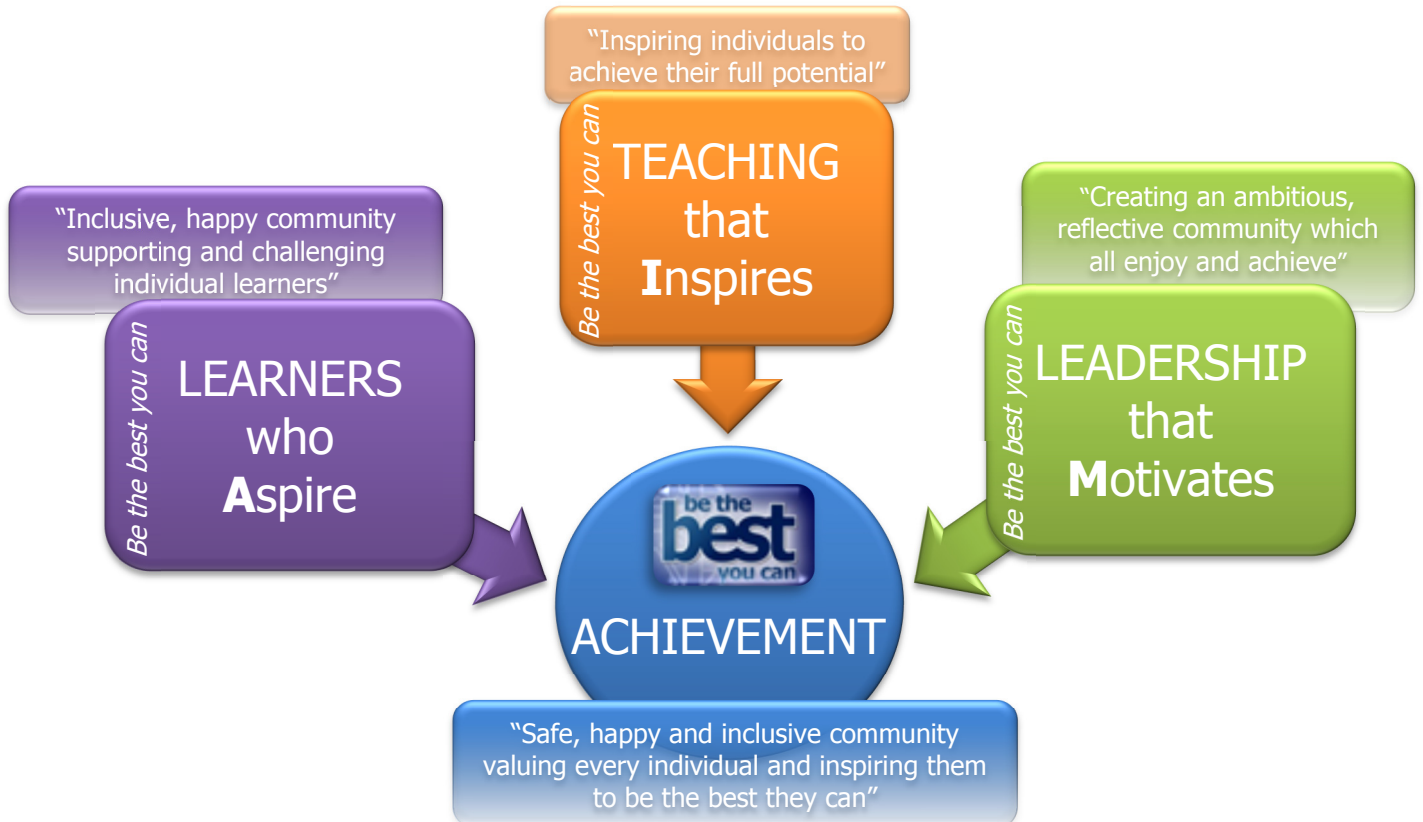 “Inspiring individuals to
achieve their full potential”
Be the best you can
TEACHING
that
Inspires
“Inclusive, happy community
supporting and challenging
individual learners”
Be the best you can
LEARNERS
who
Aspire
“Creating an ambitious,
reflective community which
all enjoy and achieve”
Be the best you can
LEADERSHIP
that
Motivates
be the
best
you can
ACHIEVEMENT
“Safe, happy and inclusive community
valuing every individual and inspiring them
to be the best they can”